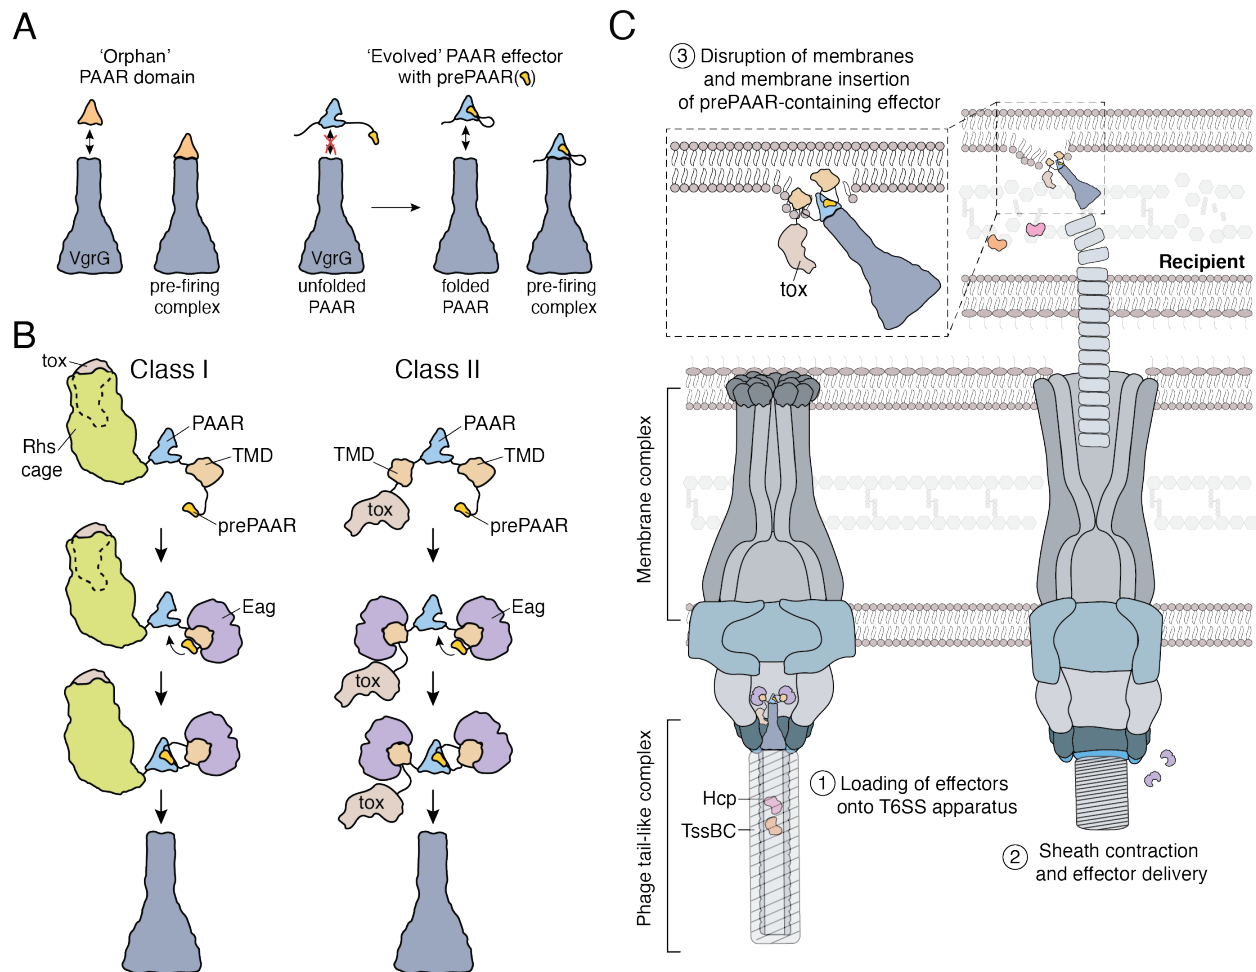 A
'Orphan'
PAAR domain
'Evolved' PAAR effector
with prePAAR( )
VgrG
VgrG
pre-firing
complex
unfolded
PAAR
folded
PAAR
pre-firing
complex
B
tox
Class I
Class II
PAAR
TMD
Rhs
cage
prePAAR
PAAR
TMD
TMD
tox
prePAAR
Eag
Eag
tox
tox
C
3 Disruption of membranes
and membrane insertion
of prePAAR-containing effector
tox
Recipient
Membrane complex
Phage tail-like complex
Hcp
TssBC
1 Loading of effectors
onto T6SS apparatus
2 Sheath contraction
and effector delivery